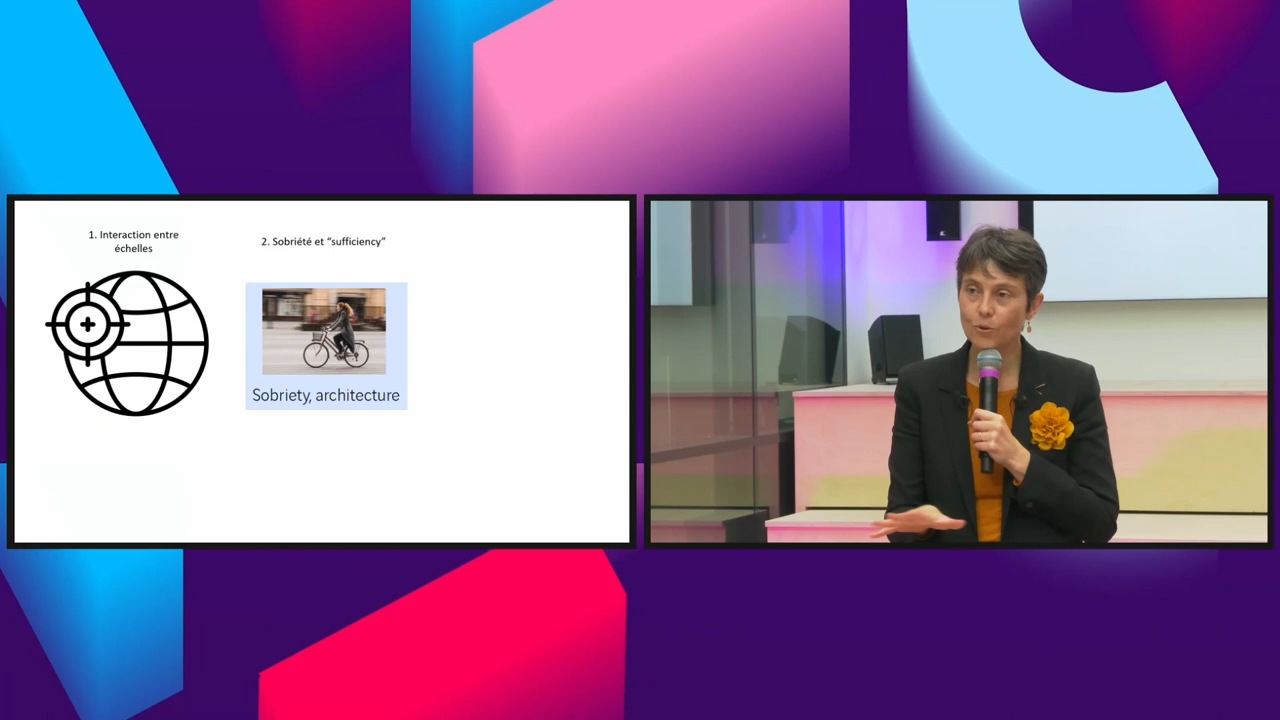 1. Interaction entre
échelles
2. Sobriété et “sufficiency”
Sobriety, architecture